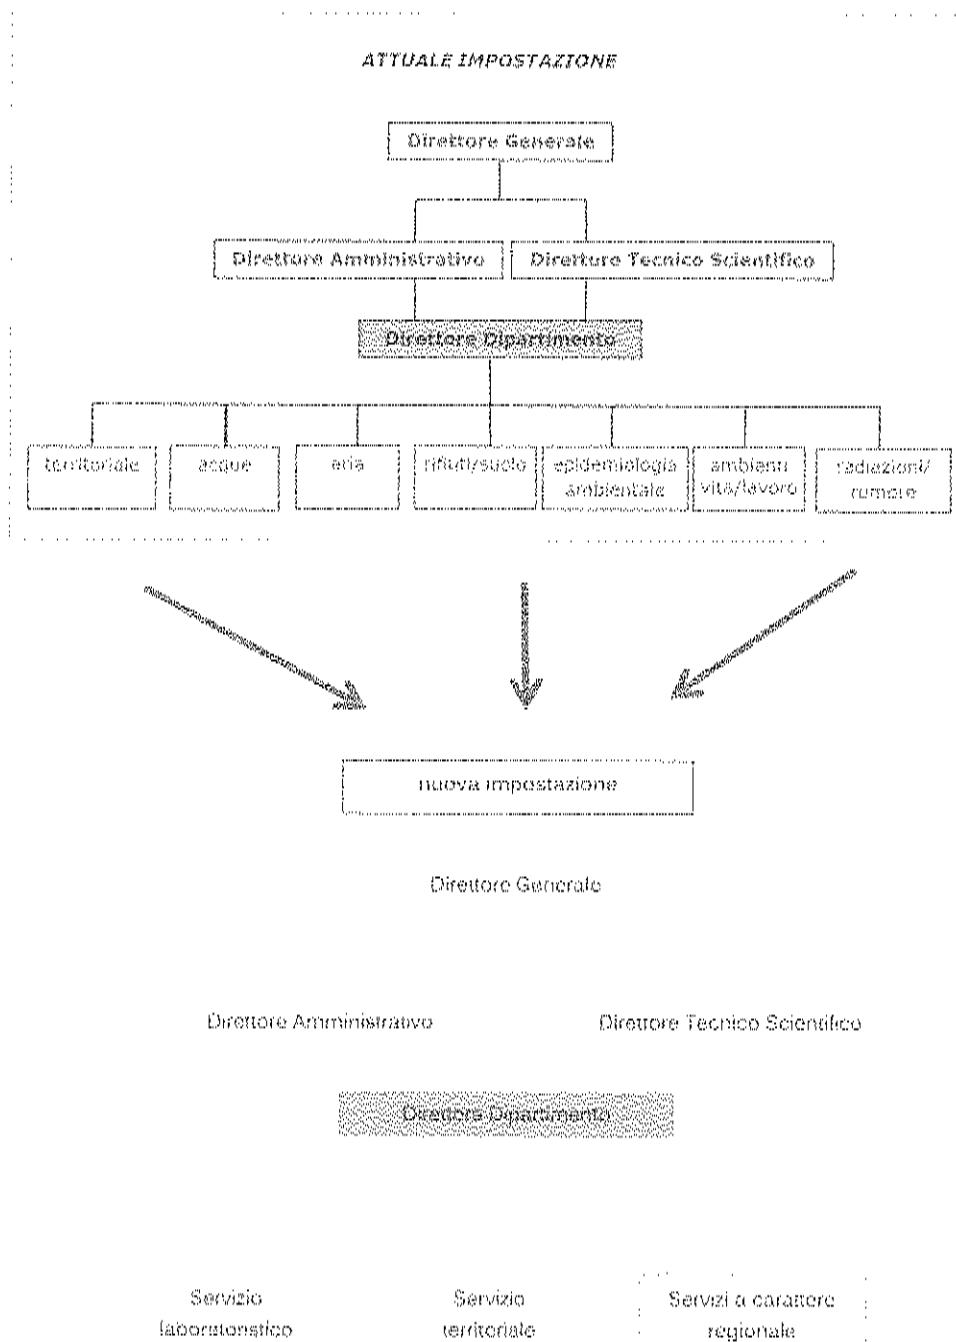 ATTUALE IMPOSTAZIONE
Direttore Generale
Direttore Amministrativo
Direttore Tecnico Scientifico
Direttore Dipartimento
territoriale
acque
aria
rifiuti/suolo
epidemiologia
ambientale
ambienti
vita/lavoro
radiazioni/
rumore
nuova impostazione
Direttore Generale
Direttore Amministrativo
Direttore Tecnico Scientifico
Direttore Dipartimento
Servizio
laboratoristico
Servizio
territoriale
Servizi a carattere
regionale